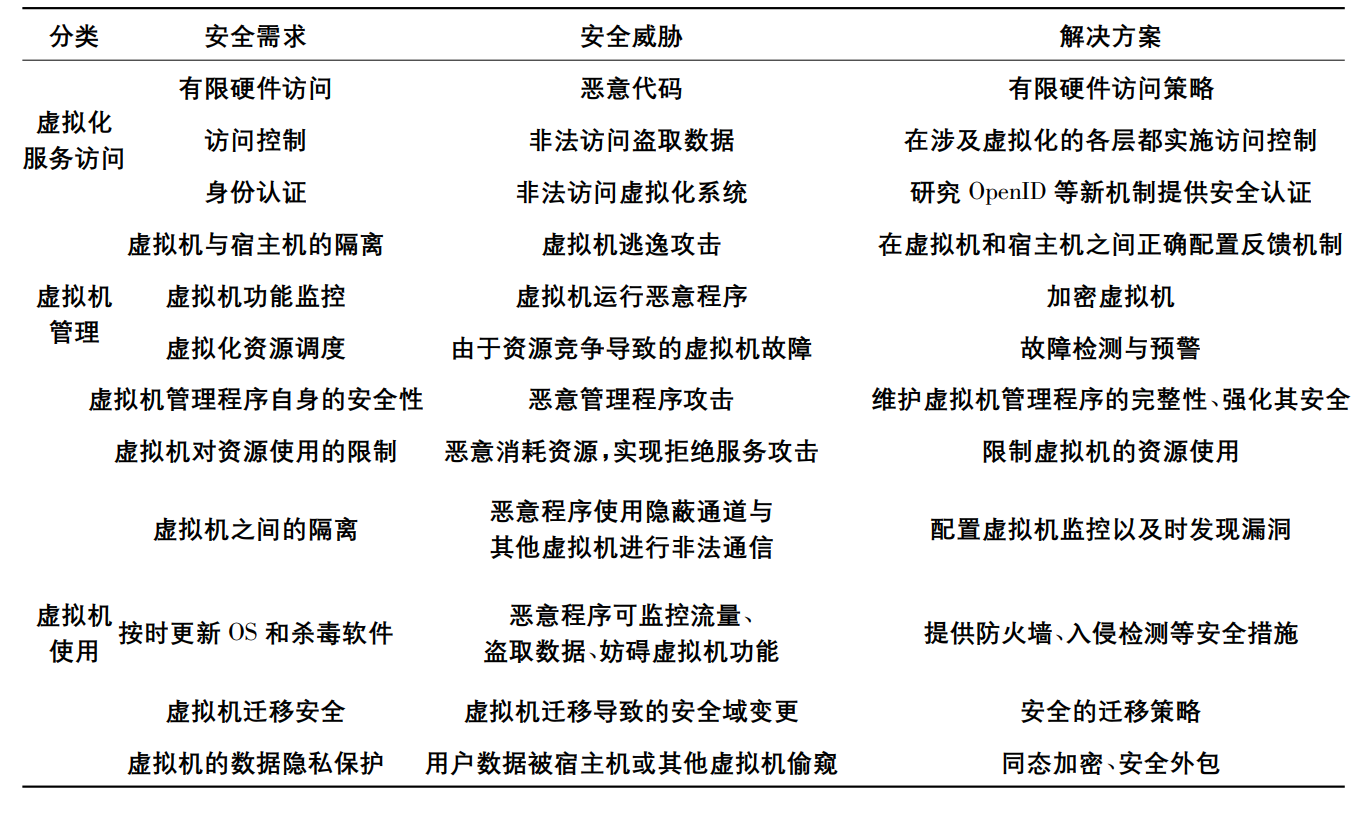 分类 安全需求 安全威胁 解决方案
有限硬件访问 恶意代码 有限硬件访问策略
虚拟化
服务访问
访问控制 非法访问盗取数据 在涉及虚拟化的各层都实施访问控制
身份认证 非法访问虚拟化系统 研究 OpenID 等新机制提供安全认证
虚拟机与宿主机的隔离 虚拟机逃逸攻击 在虚拟机和宿主机之间正确配置反馈机制
虚拟机
管理
虚拟机功能监控 虚拟机运行恶意程序 加密虚拟机
虚拟化资源调度 由于资源竞争导致的虚拟机故障 故障检测与预警
虚拟机管理程序自身的安全性 恶意管理程序攻击 维护虚拟机管理程序的完整性、强化其安全
虚拟机对资源使用的限制 恶意消耗资源,实现拒绝服务攻击 限制虚拟机的资源使用
虚拟机之间的隔离
恶意程序使用隐蔽通道与
其他虚拟机进行非法通信
配置虚拟机监控以及时发现漏洞
虚拟机
使用
按时更新 OS 和杀毒软件
恶意程序可监控流量、
盗取数据、妨碍虚拟机功能
提供防火墙、入侵检测等安全措施
虚拟机迁移安全 虚拟机迁移导致的安全域变更 安全的迁移策略
虚拟机的数据隐私保护 用户数据被宿主机或其他虚拟机偷窥 同态加密、安全外包